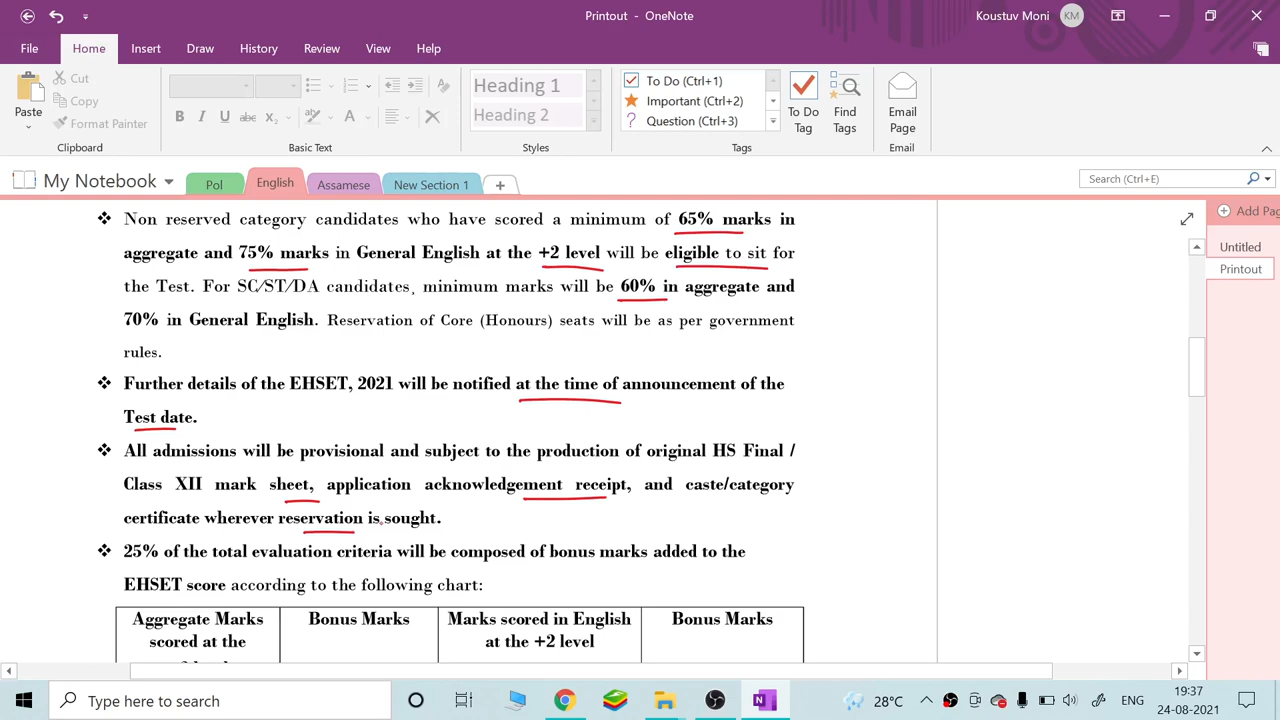 Printout - OneNote
Koustuv Moni KM
File Home Insert Draw History Review View Help
Paste
Cut
Copy
Format Painter
Clipboard
B I U abc X₂ A
Basic Text
Heading 1
Heading 2
Styles
To Do (Ctrl+1)
Important (Ctrl+2)
Question (Ctrl+3)
To Do Tag
Find Tags
Tags
Email Page
Email
My Notebook
Pol English Assamese New Section 1
Search (Ctrl+E)
Add Pag
Untitled
Printout
❖ Non reserved category candidates who have scored a minimum of 65% marks in
aggregate and 75% marks in General English at the +2 level will be eligible to sit for
the Test. For SC/ST/DA candidates, minimum marks will be 60% in aggregate and
70% in General English. Reservation of Core (Honours) seats will be as per government
rules.
❖ Further details of the EHSET, 2021 will be notified at the time of announcement of the
Test date.
❖ All admissions will be provisional and subject to the production of original HS Final /
Class XII mark sheet, application acknowledgement receipt, and caste/category
certificate wherever reservation is sought.
❖ 25% of the total evaluation criteria will be composed of bonus marks added to the
EHSET score according to the following chart:
Aggregate Marks Bonus Marks Marks scored in English Bonus Marks
scored at the at the +2 level
Type here to search
28°C
ENG
19:37
24-08-2021